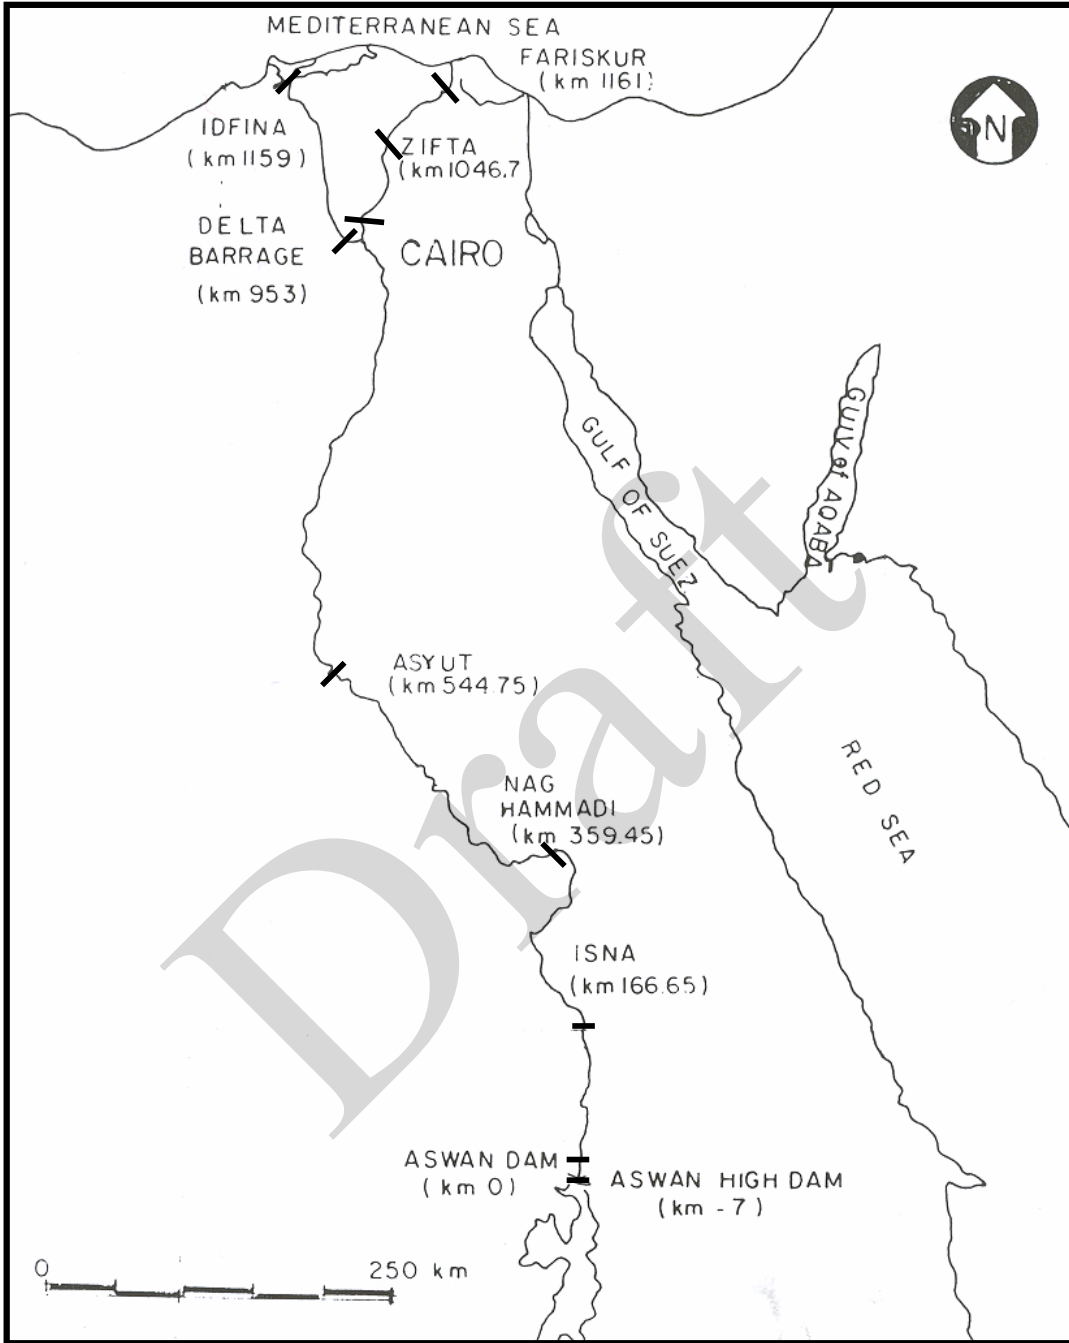 MEDITERRANEAN SEA
FARISKUR
(km 1161)
IDFINA
(km 1159)
ZIFTA
(km 1046.7
DELTA
BARRAGE
(km 953)
CAIRO
N
GULF OF SUEZ
GULV of AQABA
ASYUT
(km 544.75)
RED SEA
NAG
HAMMADI
(km 359.45)
ISNA
(km 166.65)
ASWAN DAM
(km 0)
ASWAN HIGH DAM
(km -7)
0
250 km
Draft